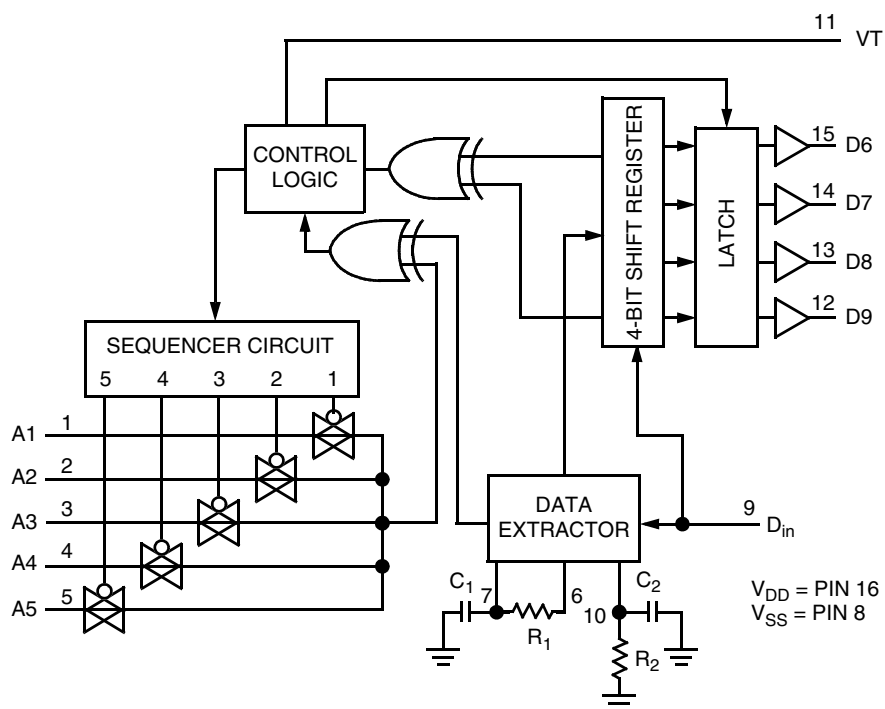 11
VT
CONTROL
LOGIC
4-BIT SHIFT REGISTER
LATCH
15 D6
14 D7
13 D8
12 D9
SEQUENCER CIRCUIT
5 4 3 2 1
A1 1
A2 2
A3 3
A4 4
A5 5
DATA
EXTRACTOR
9
Din
C1 7 6 C2
10
R1
R2
VDD = PIN 16
VSS = PIN 8